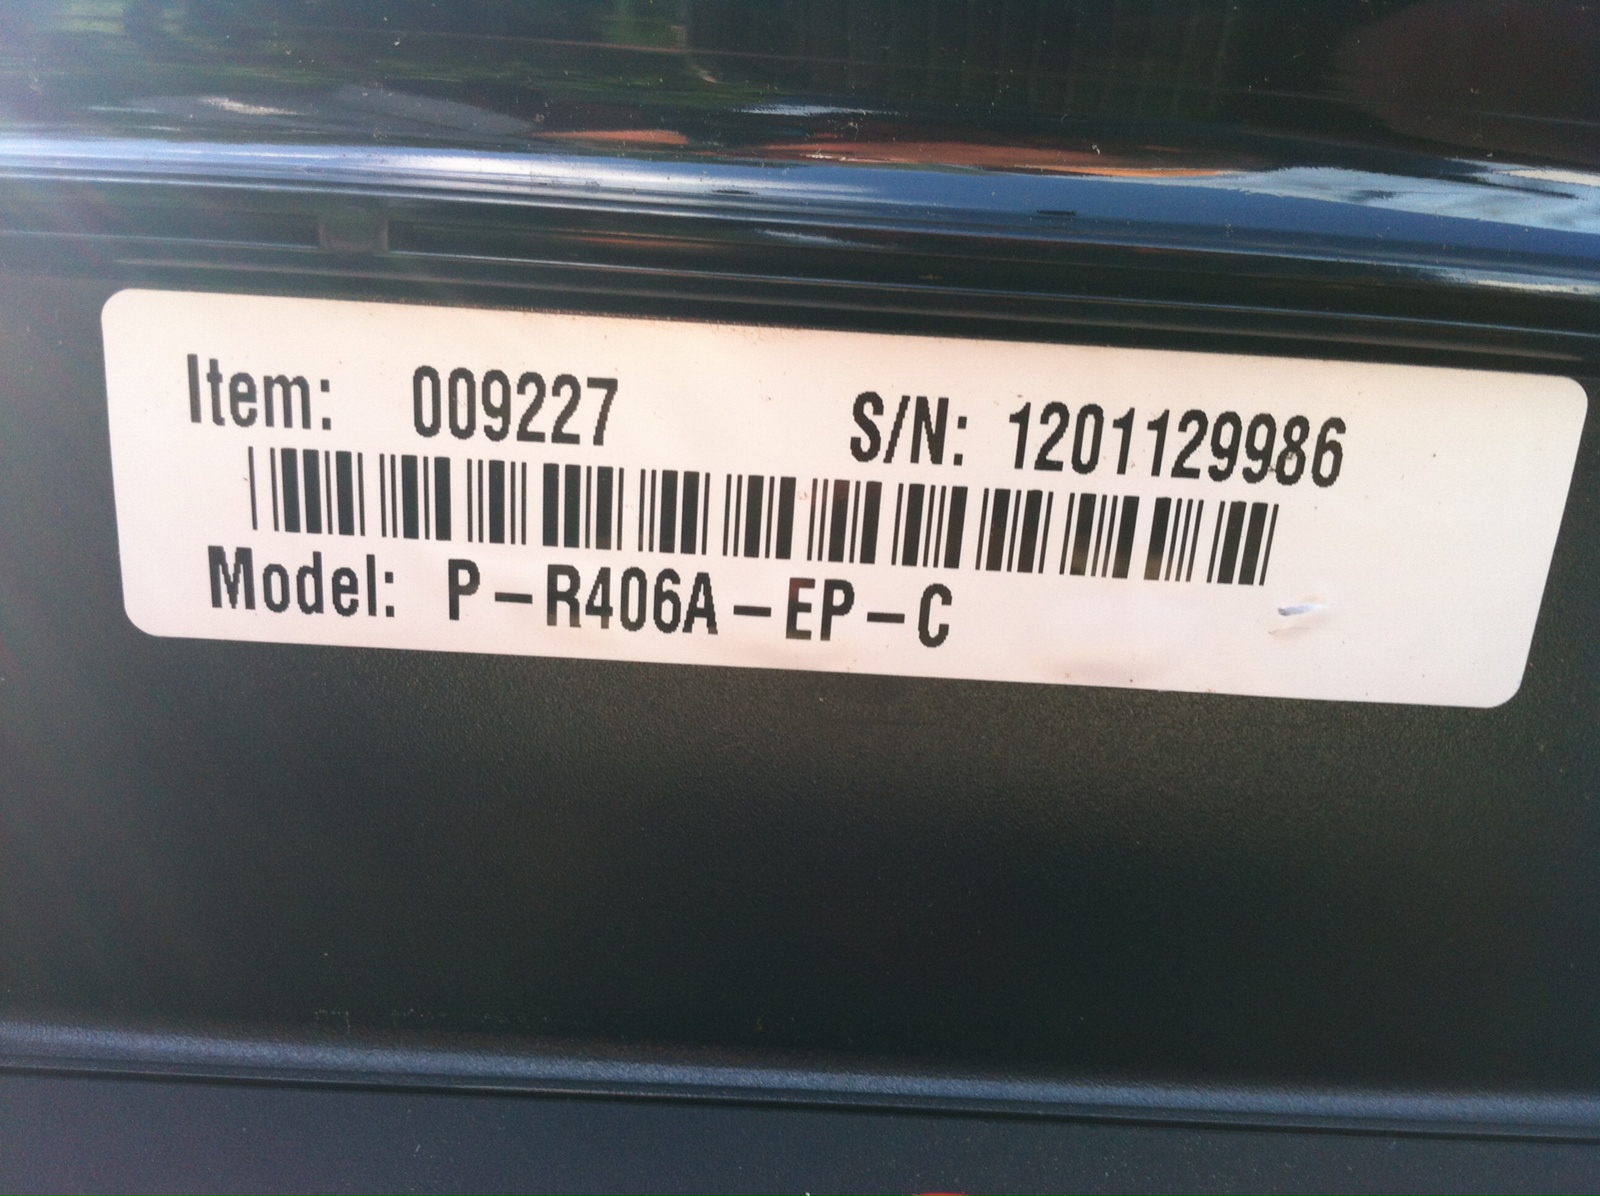 Item: 009227 S/N: 1201129986
Model: P-R406A-EP-C